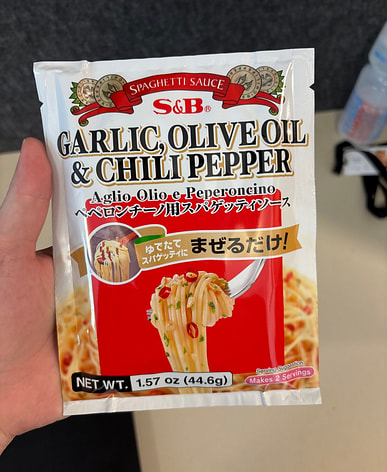 SPAGHETTI SAUCE
S&B®
GARLIC, OLIVE OIL
& CHILI PEPPER
Aglio Olio e Peperoncino
ペペロンチーノ用スパゲッティソース
ゆでたて
スパゲッティに
まぜるだけ!
Serving Suggestion
Makes 2 Servings
NET. WT. 1.57 oz (44.6g)